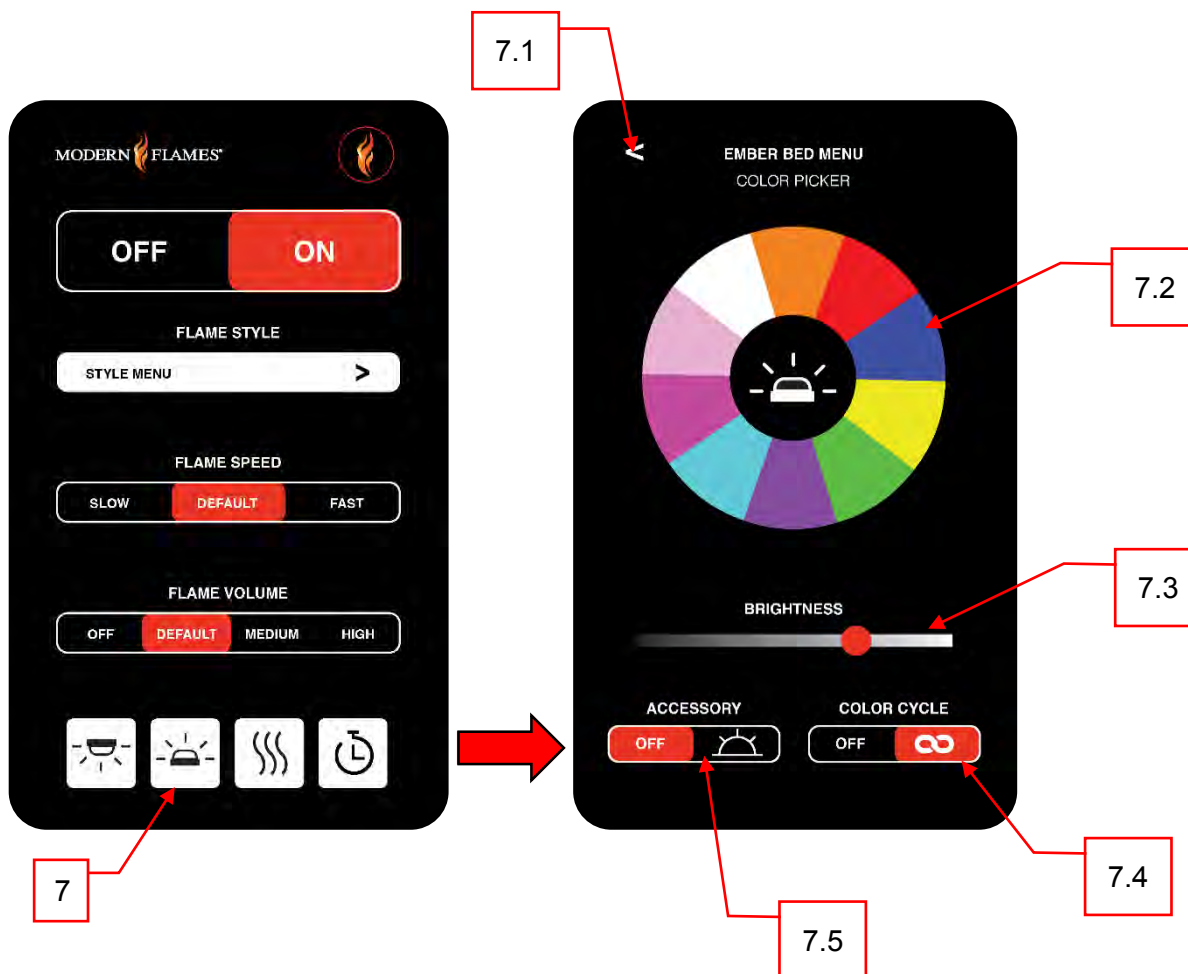 7.1
MODERN FLAMES®
OFF ON
FLAME STYLE
STYLE MENU >
FLAME SPEED
SLOW DEFAULT FAST
FLAME VOLUME
OFF DEFAULT MEDIUM HIGH
7
<
EMBER BED MENU
COLOR PICKER
7.2
BRIGHTNESS
7.3
ACCESSORY COLOR CYCLE
OFF OFF ∞
7.4
7.5